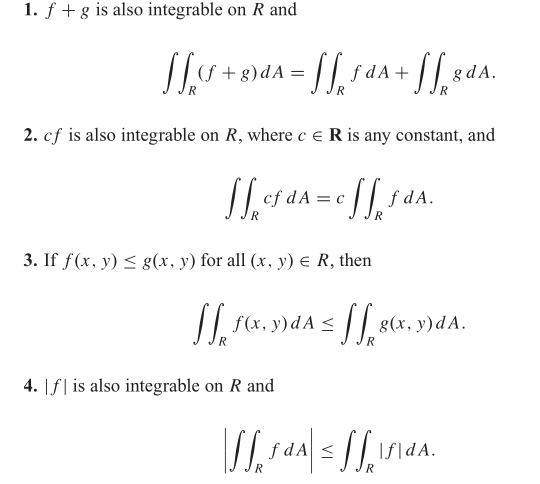 1. f + g is also integrable on R and
∬_R (f + g) dA = ∬_R f dA + ∬_R g dA.
2. cf is also integrable on R, where c ∈ R is any constant, and
∬_R cf dA = c ∬_R f dA.
3. If f(x, y) ≤ g(x, y) for all (x, y) ∈ R, then
∬_R f(x, y) dA ≤ ∬_R g(x, y) dA.
4. |f| is also integrable on R and
|∬_R f dA| ≤ ∬_R |f| dA.